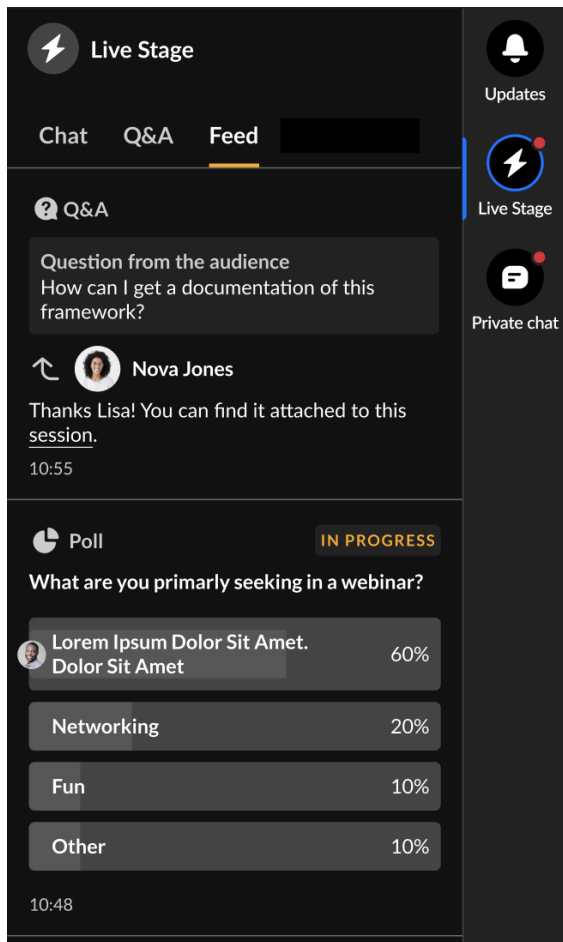 Live Stage
Chat Q&A Feed
Updates
Live Stage
Private chat
Q&A
Question from the audience
How can I get a documentation of this
framework?
Nova Jones
Thanks Lisa! You can find it attached to this
session.
10:55
Poll IN PROGRESS
What are you primarly seeking in a webinar?
Lorem Ipsum Dolor Sit Amet.
Dolor Sit Amet 60%
Networking 20%
Fun 10%
Other 10%
10:48